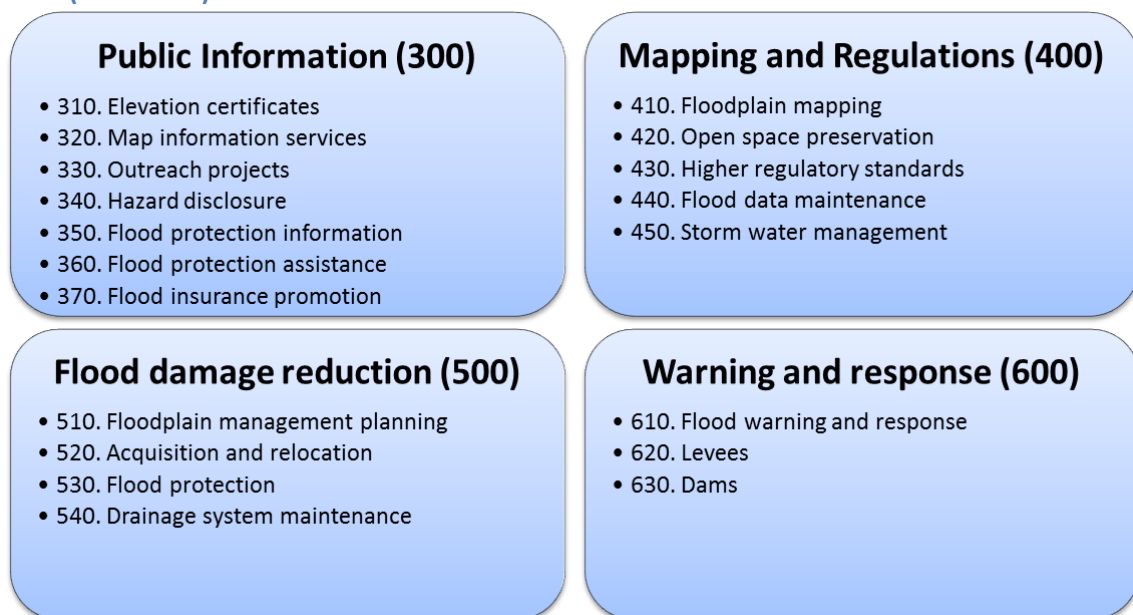 Public Information (300)
• 310. Elevation certificates
• 320. Map information services
• 330. Outreach projects
• 340. Hazard disclosure
• 350. Flood protection information
• 360. Flood protection assistance
• 370. Flood insurance promotion
Mapping and Regulations (400)
• 410. Floodplain mapping
• 420. Open space preservation
• 430. Higher regulatory standards
• 440. Flood data maintenance
• 450. Storm water management
Flood damage reduction (500)
• 510. Floodplain management planning
• 520. Acquisition and relocation
• 530. Flood protection
• 540. Drainage system maintenance
Warning and response (600)
• 610. Flood warning and response
• 620. Levees
• 630. Dams